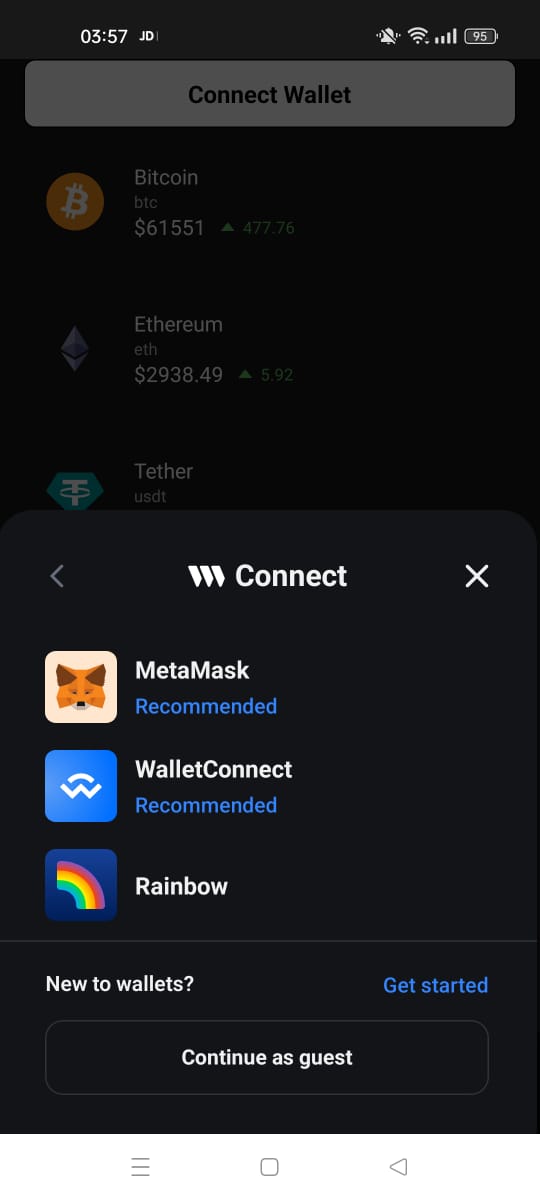 03:57 JD
95
Connect Wallet
Bitcoin
btc
$61551 477.76
Ethereum
eth
$2938.49 5.92
Tether
usdt
Connect
MetaMask
Recommended
WalletConnect
Recommended
Rainbow
New to wallets?
Get started
Continue as guest